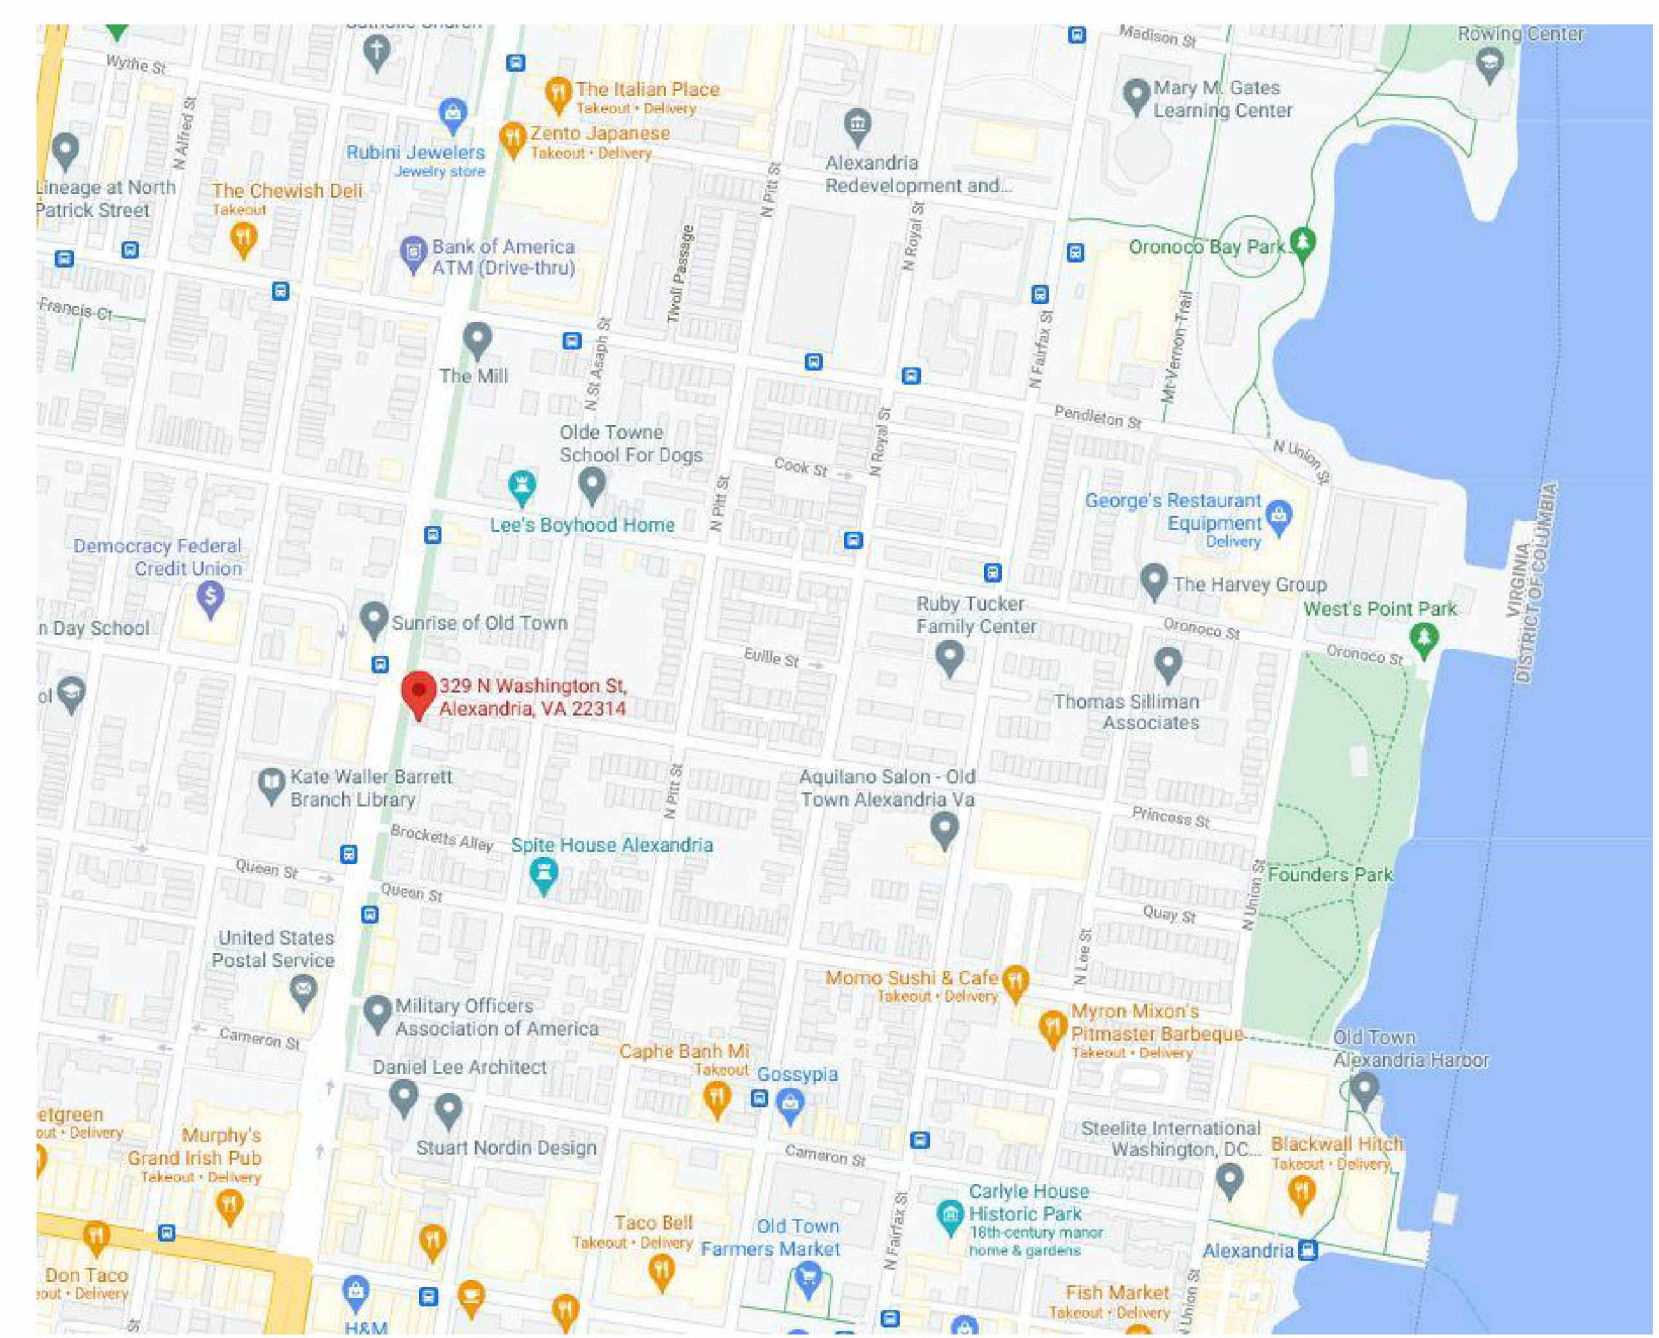 Catholic Church
Rowing Center
Madison St
Wythe St
The Italian Place
Takeout • Delivery
Mary M. Gates
Learning Center
N Alfred St
Zento Japanese
Takeout • Delivery
Rubini Jewelers
Jewelry store
Alexandria
Redevelopment and...
N Pitt St
Lineage at North
Patrick Street
The Chewish Deli
Takeout
N Royal St
Tivoli Passage
Bank of America
ATM (Drive-thru)
Oronoco Bay Park
Francis Ct
N St Asaph St
N Fairfax St
Mt Vernon Trail
The Mill
Pendleton St
N Royal St
Olde Towne
School For Dogs
Cook St
N Union St
N Pitt St
George's Restaurant
Equipment
Delivery
Lee's Boyhood Home
Democracy Federal
Credit Union
VIRGINIA
DISTRICT OF COLUMBIA
The Harvey Group
Ruby Tucker
Family Center
West's Point Park
n Day School
Sunrise of Old Town
Oronoco St
Oronoco St
Euille St
ol
329 N Washington St,
Alexandria, VA 22314
Thomas Silliman
Associates
Kate Waller Barrett
Branch Library
N Pitt St
Aquilano Salon - Old
Town Alexandria Va
Princess St
Brocketts Alley
Spite House Alexandria
Queen St
Queen St
Founders Park
N Union St
Quay St
United States
Postal Service
N Lee St
Momo Sushi & Cafe
Takeout • Delivery
Military Officers
Association of America
Myron Mixon's
Pitmaster Barbeque
Takeout • Delivery
Cameron St
Old Town
Alexandria Harbor
Caphe Banh Mi
Takeout
Daniel Lee Architect
Gossypia
etgreen
out • Delivery
Murphy's
Grand Irish Pub
Takeout • Delivery
Stuart Nordin Design
Steelite International
Washington, DC...
Blackwall Hitch
Takeout • Delivery
Cameron St
Carlyle House
Historic Park
18th-century manor
home & gardens
N Fairfax St
Taco Bell
Takeout • Delivery
Old Town
Farmers Market
Alexandria
Don Taco
out • Delivery
Fish Market
Takeout • Delivery
Union St
H&M
St